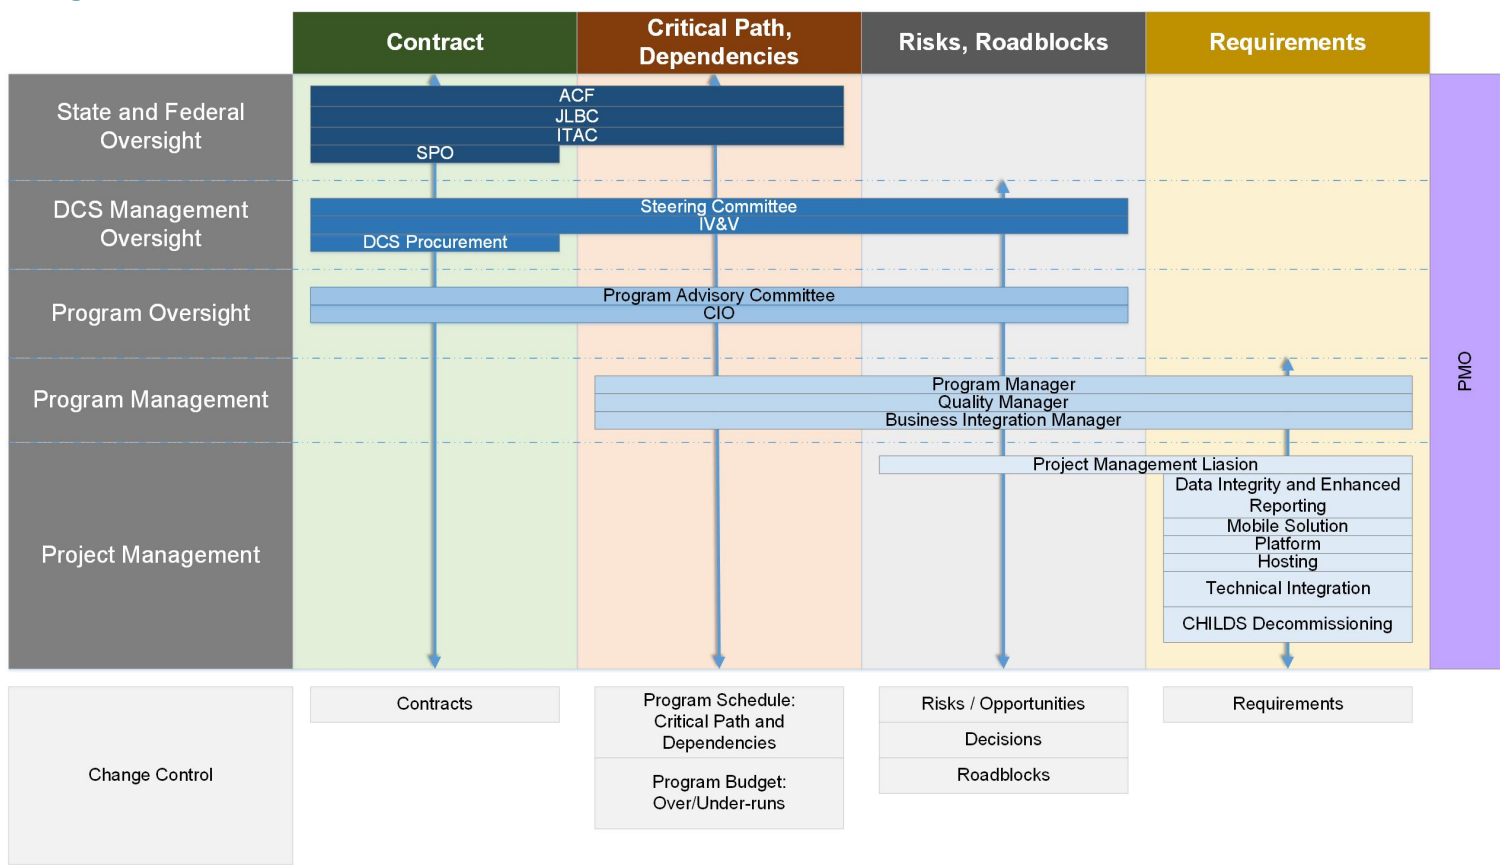 Contract
Critical Path,
Dependencies
Risks, Roadblocks
Requirements
State and Federal
Oversight
ACF
JLBC
ITAC
SPO
DCS Management
Oversight
Steering Committee
IV&V
DCS Procurement
Program Oversight
Program Advisory Committee
CIO
Program Management
Program Manager
Quality Manager
Business Integration Manager
Project Management
Project Management Liasion
Data Integrity and Enhanced
Reporting
Mobile Solution
Platform
Hosting
Technical Integration
CHILDS Decommissioning
PMO
Change Control
Contracts
Program Schedule:
Critical Path and
Dependencies
Program Budget:
Over/Under-runs
Risks / Opportunities
Decisions
Roadblocks
Requirements